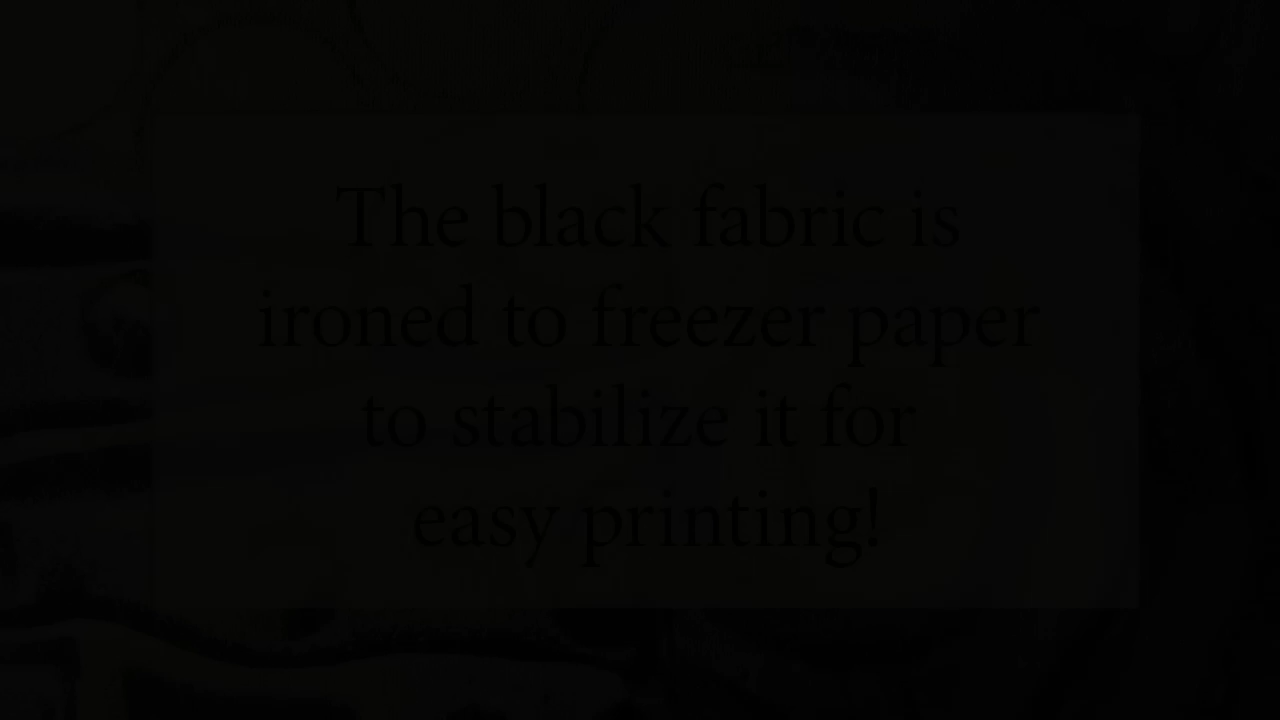 The black fabric is
ironed to freezer paper
to stabilize it for
easy printing!